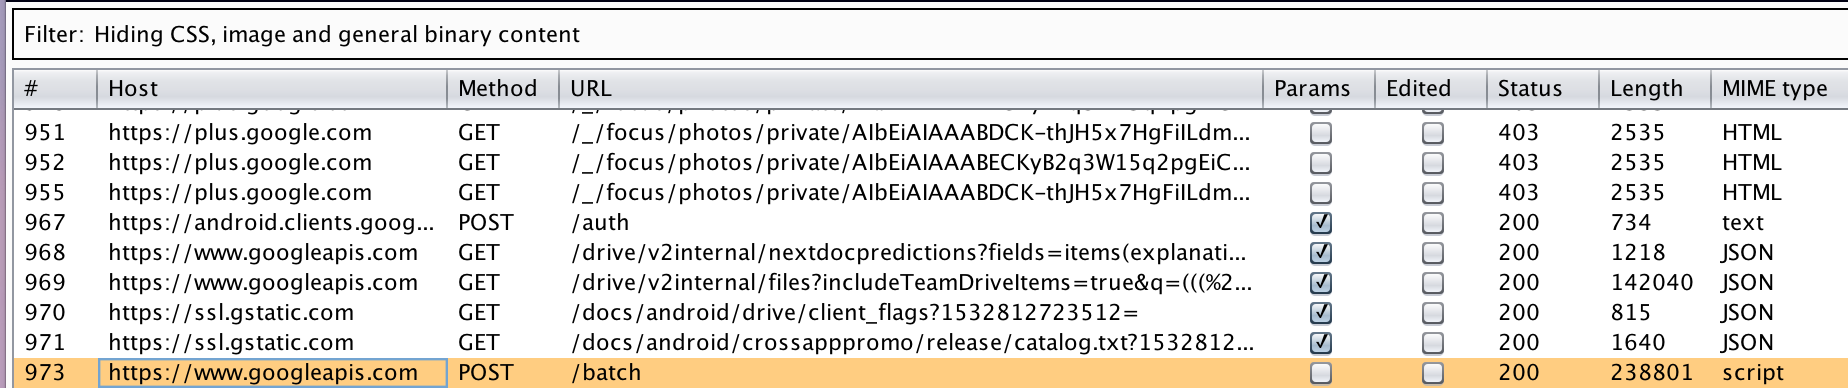 Filter: Hiding CSS, image and general binary content
# Host Method URL Params Edited Status Length MIME type
951 https://plus.google.com GET /_/focus/photos/private/AIbEiAIAAABDCK-thJH5x7HgFiILdm... 403 2535 HTML
952 https://plus.google.com GET /_/focus/photos/private/AIbEiAIAAABECKyB2q3W15q2pgEiC... 403 2535 HTML
955 https://plus.google.com GET /_/focus/photos/private/AIbEiAIAAABDCK-thJH5x7HgFiILdm... 403 2535 HTML
967 https://android.clients.goog... POST /auth 200 734 text
968 https://www.googleapis.com GET /drive/v2internal/nextdocpredictions?fields=items(explanati... 200 1218 JSON
969 https://www.googleapis.com GET /drive/v2internal/files?includeTeamDriveItems=true&q=(((%2... 200 142040 JSON
970 https://ssl.gstatic.com GET /docs/android/drive/client_flags?1532812723512= 200 815 JSON
971 https://ssl.gstatic.com GET /docs/android/crossapppromo/release/catalog.txt?1532812... 200 1640 JSON
973 https://www.googleapis.com POST /batch 200 238801 script